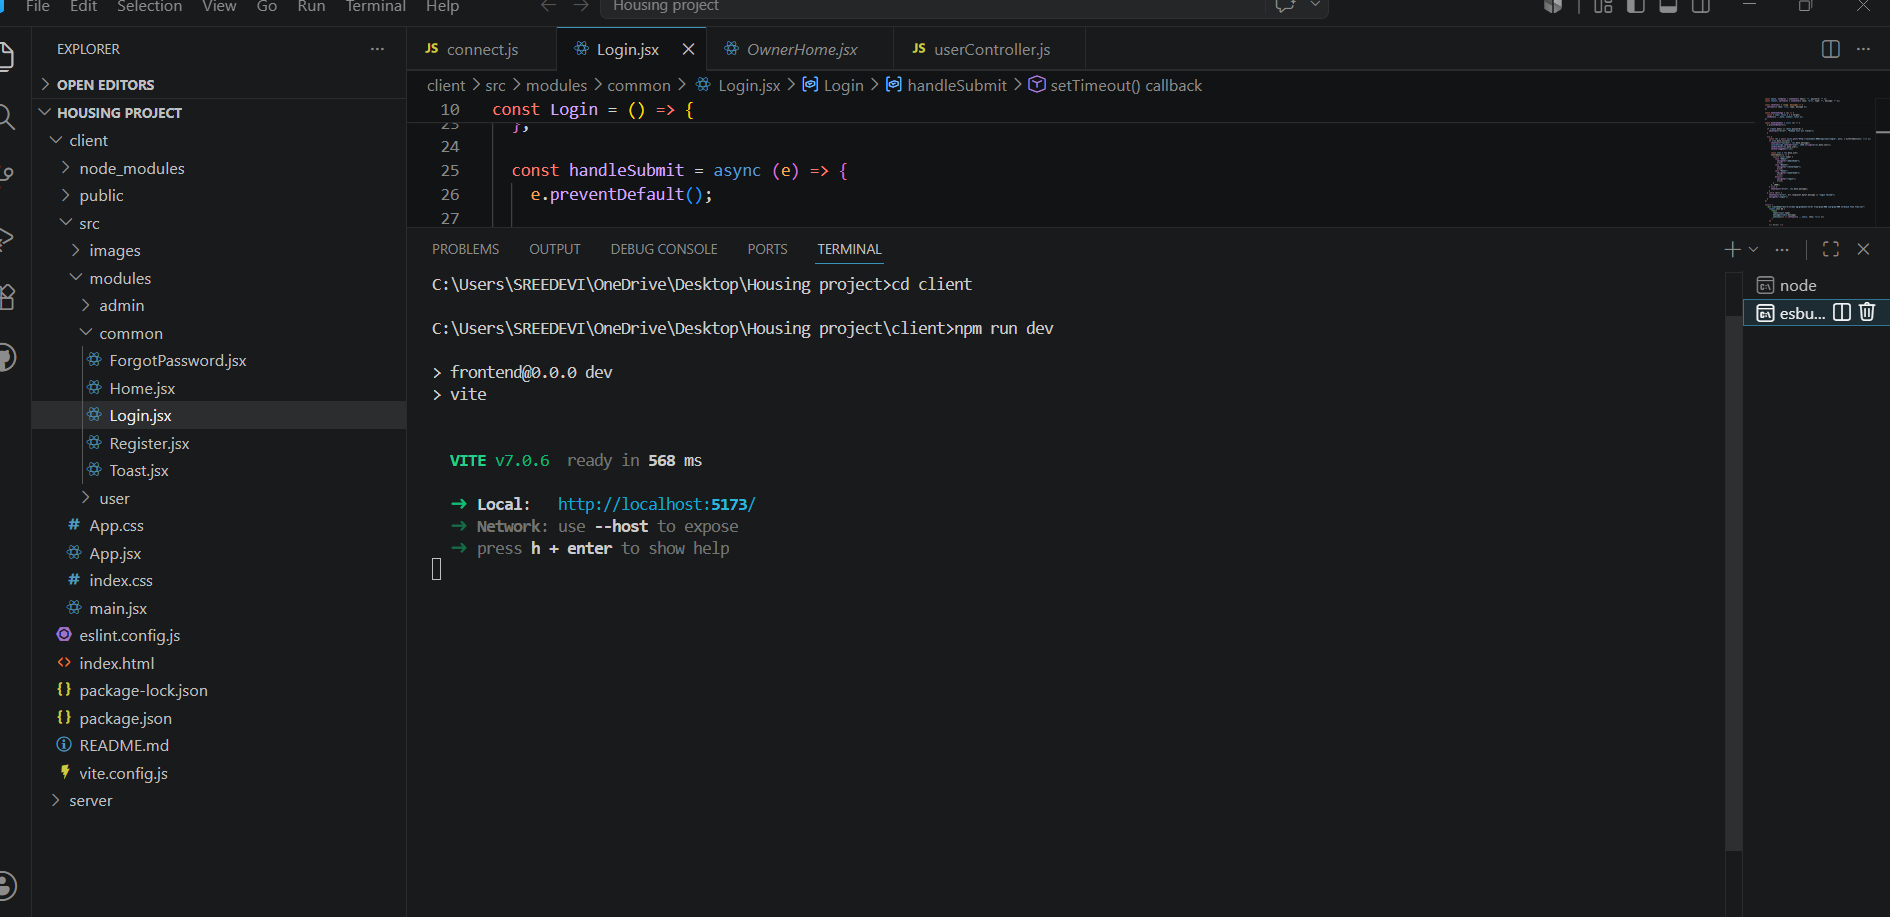 File Edit Selection View Go Run Terminal Help
Housing project
EXPLORER
OPEN EDITORS
HOUSING PROJECT
client
node_modules
public
src
images
modules
admin
common
ForgotPassword.jsx
Home.jsx
Login.jsx
Register.jsx
Toast.jsx
user
App.css
App.jsx
index.css
main.jsx
eslint.config.js
index.html
package-lock.json
package.json
README.md
vite.config.js
server
JS connect.js
Login.jsx
OwnerHome.jsx
JS userController.js
client > src > modules > common > Login.jsx > Login > handleSubmit > setTimeout() callback
10 const Login = () => {
23 };
24
25 const handleSubmit = async (e) => {
26 e.preventDefault();
27
PROBLEMS OUTPUT DEBUG CONSOLE PORTS TERMINAL
C:\Users\SREEDEVI\OneDrive\Desktop\Housing project>cd client
C:\Users\SREEDEVI\OneDrive\Desktop\Housing project\client>npm run dev
> frontend@0.0.0 dev
> vite
VITE v7.0.6 ready in 568 ms
➜ Local: http://localhost:5173/
➜ Network: use --host to expose
➜ press h + enter to show help
node
esbu...